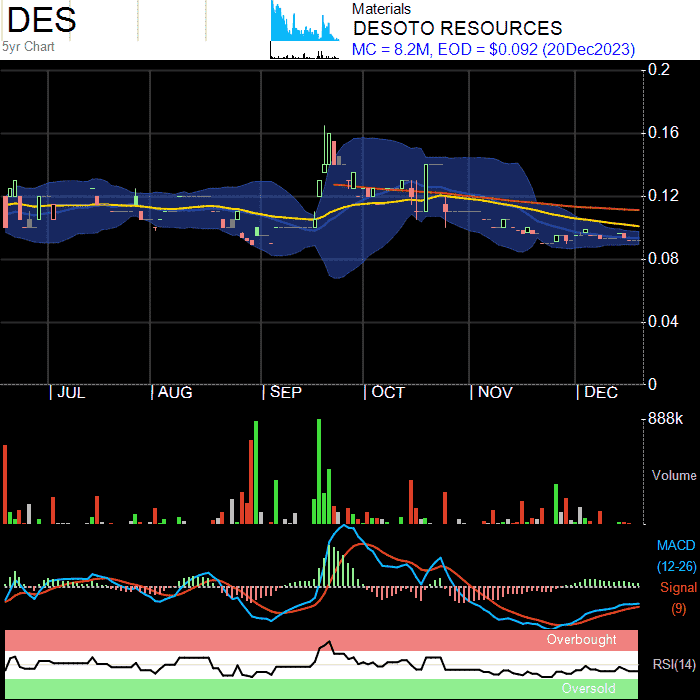 DES
5yr Chart
Materials
DESOTO RESOURCES
MC = 8.2M, EOD = $0.092 (20Dec2023)
0.2
0.16
0.12
0.08
0.04
0
JUL AUG SEP OCT NOV DEC
888k
Volume
MACD
(12-26)
Signal
(9)
Overbought
RSI(14)
Oversold